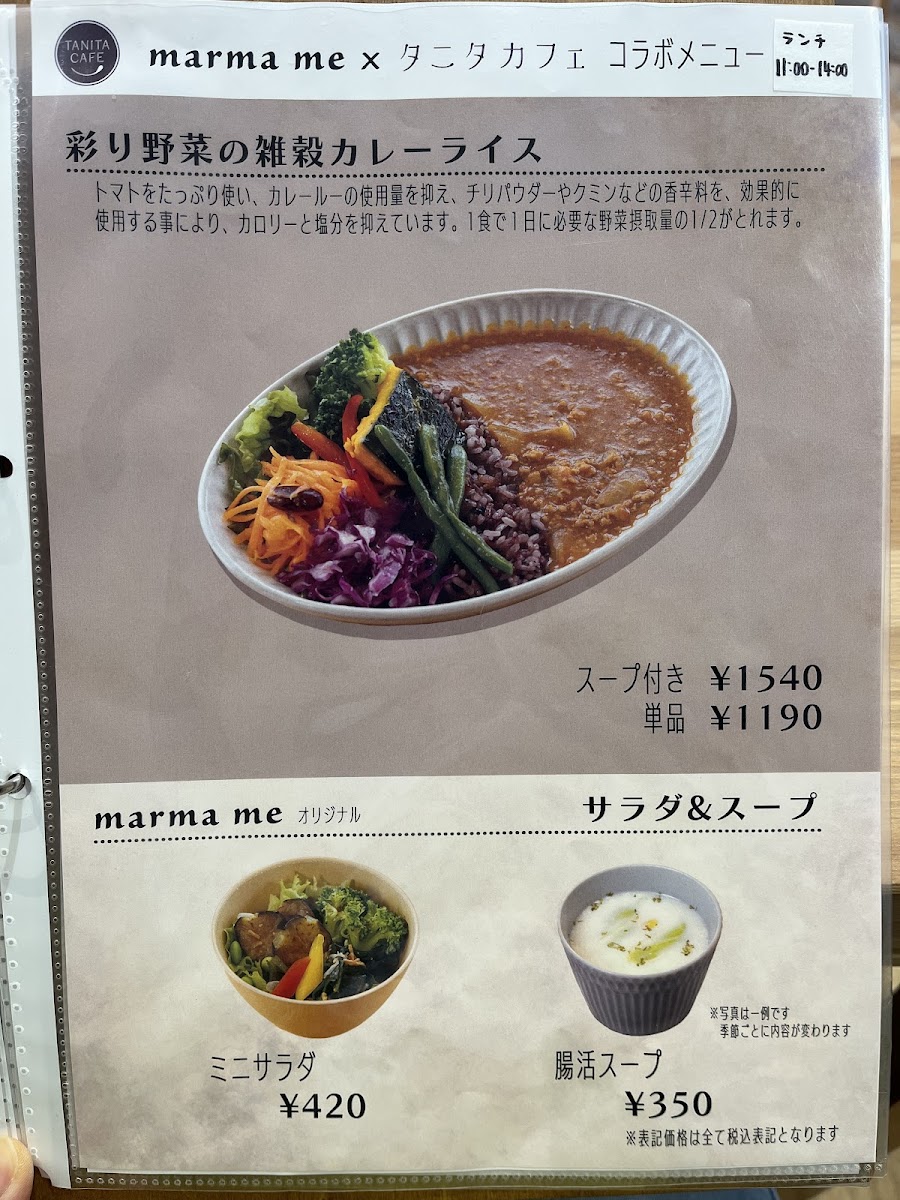 TANITA
CAFE
marma me x タニタカフェ コラボメニュー
ランチ
11:00-14:00
彩り野菜の雑穀カレーライス
トマトをたっぷり使い、カレールーの使用量を抑え、チリパウダーやクミンなどの香辛料を、効果的に
使用する事により、カロリーと塩分を抑えています。1食で1日に必要な野菜摂取量の1/2がとれます。
スープ付き ¥1540
単品 ¥1190
marma me オリジナル
サラダ&スープ
※写真は一例です
季節ごとに内容が変わります
ミニサラダ
¥420
腸活スープ
¥350
※表記価格は全て税込表記となります